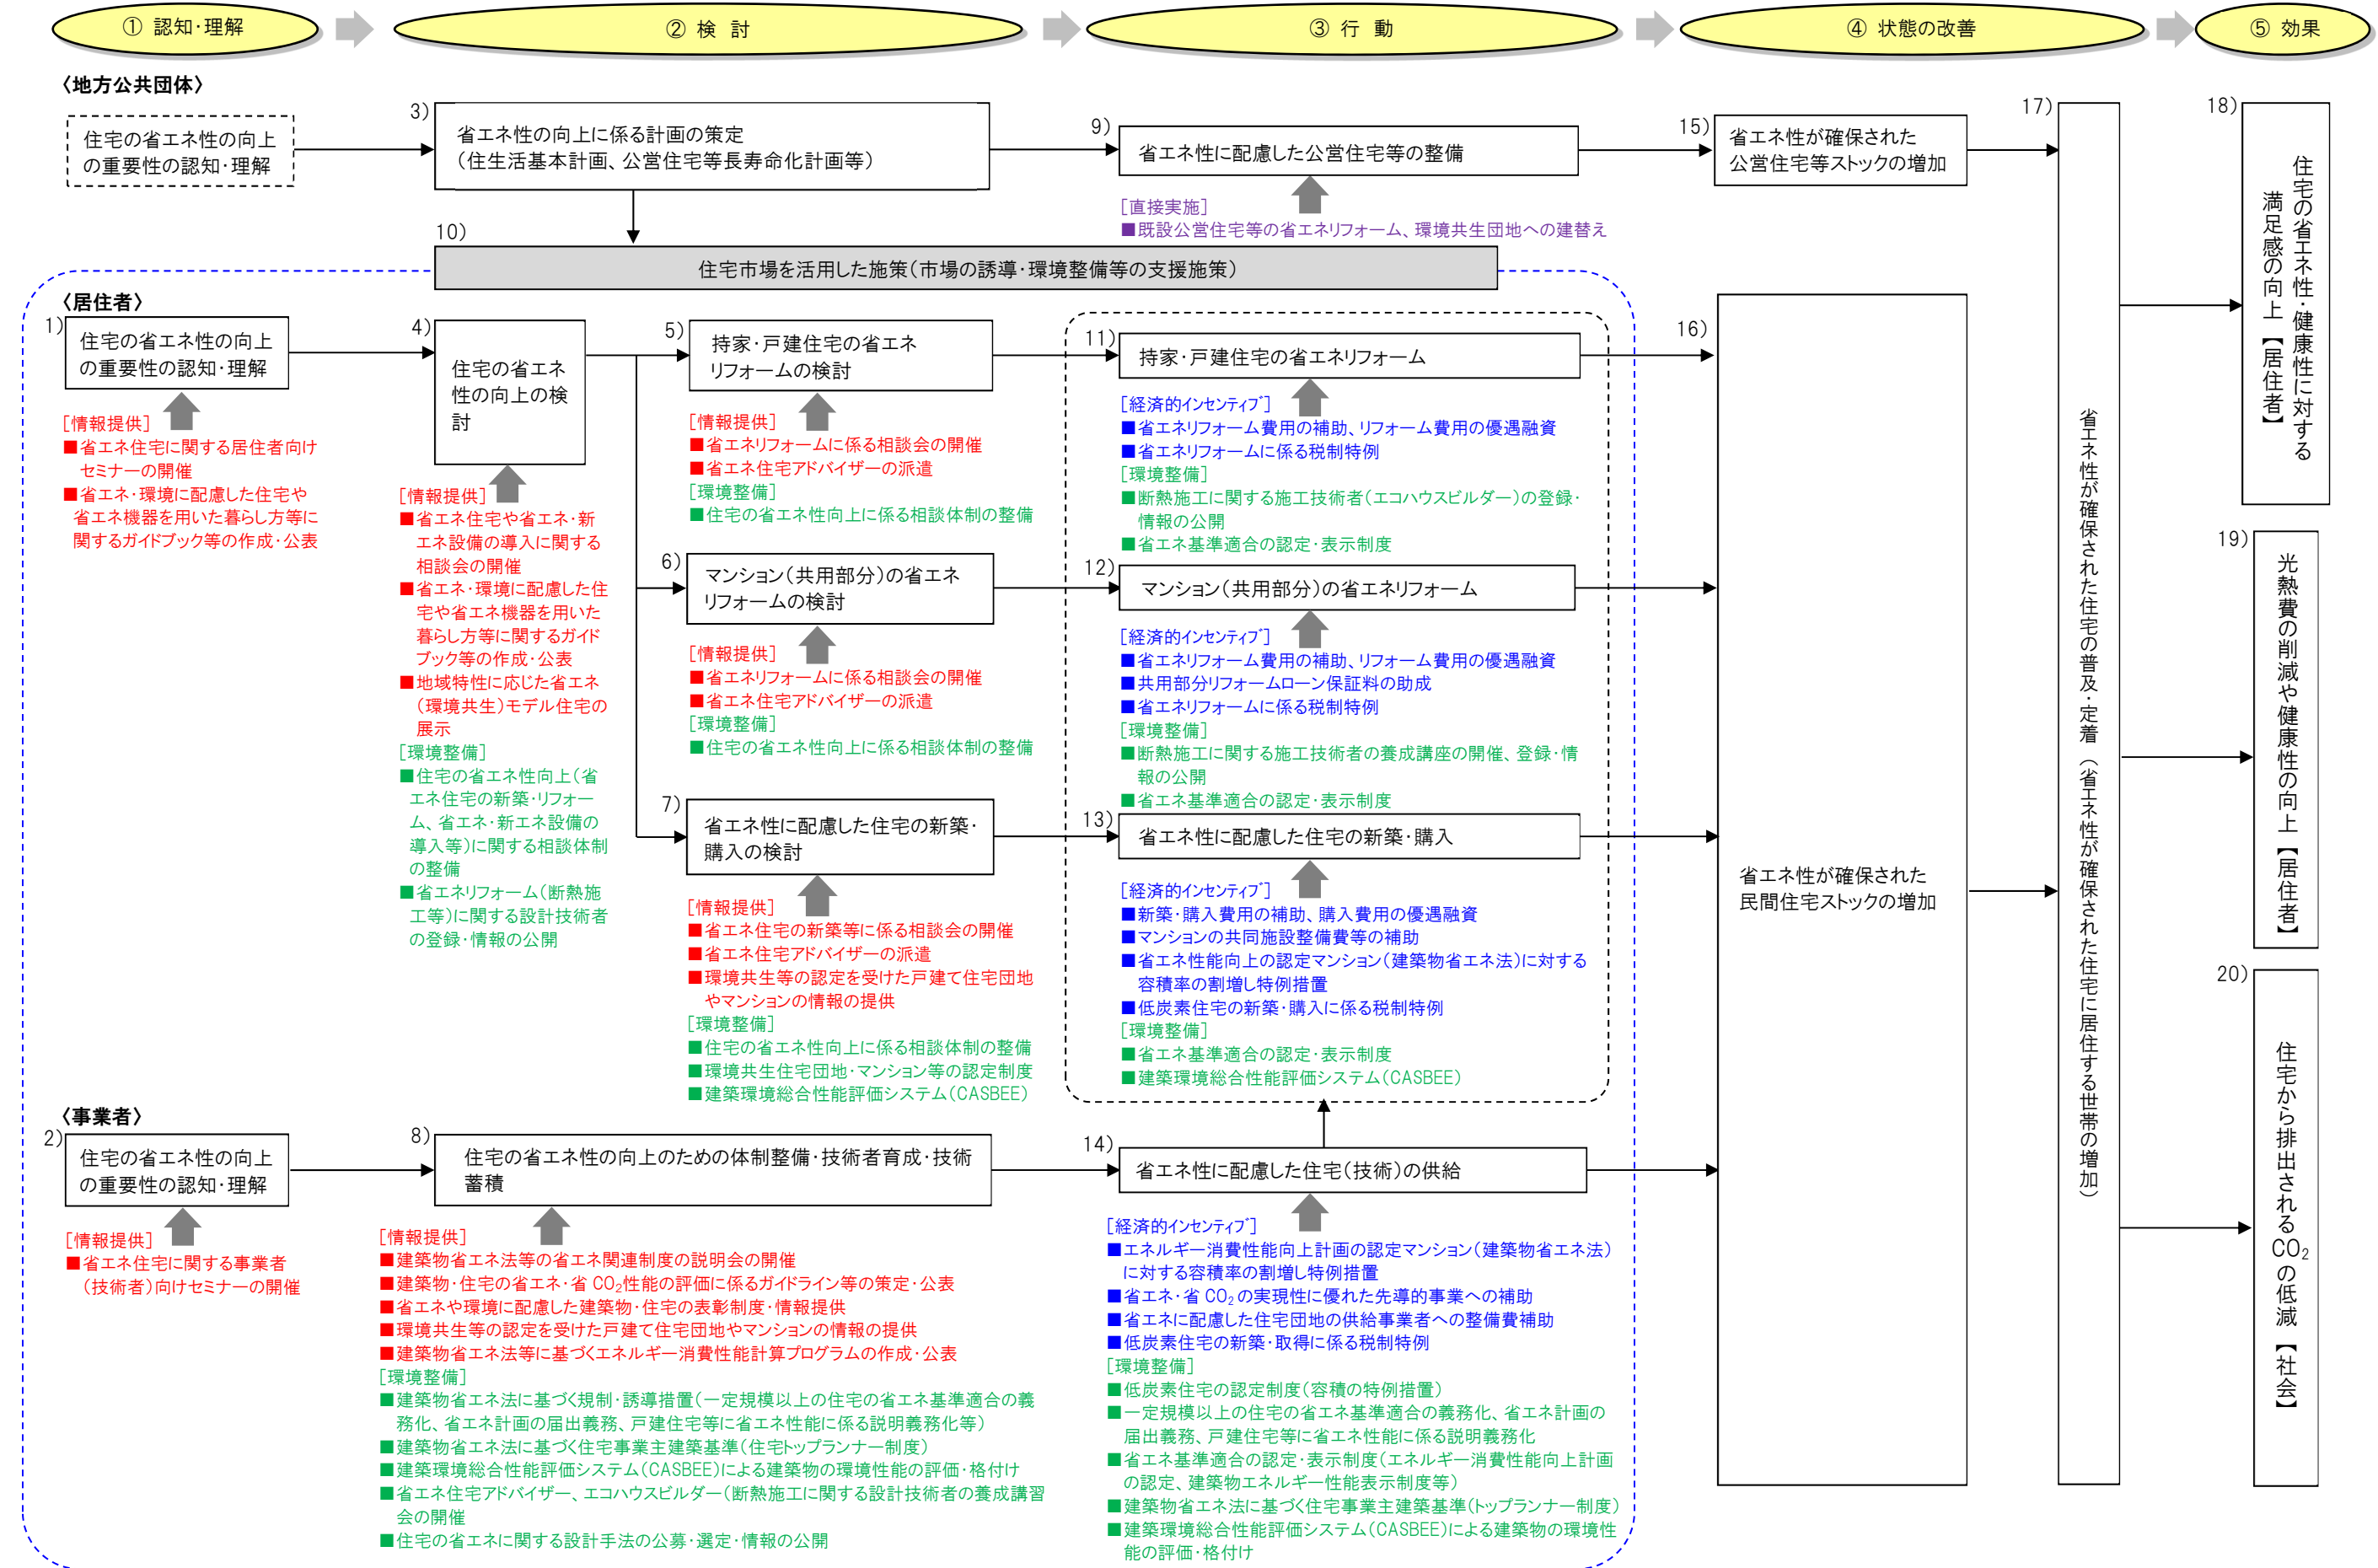 ① 認知・理解
② 検 討
③ 行 動
④ 状態の改善
⑤ 効果
〈地方公共団体〉
住宅の省エネ性の向上
の重要性の認知・理解
3)
省エネ性の向上に係る計画の策定
（住生活基本計画、公営住宅等長寿命化計画等）
9)
省エネ性に配慮した公営住宅等の整備
［直接実施］
■既設公営住宅等の省エネリフォーム、環境共生団地への建替え
15)
省エネ性が確保された
公営住宅等ストックの増加
10)
住宅市場を活用した施策（市場の誘導・環境整備等の支援施策）
〈居住者〉
1)
住宅の省エネ性の向上
の重要性の認知・理解
［情報提供］
■省エネ住宅に関する居住者向け
セミナーの開催
■省エネ・環境に配慮した住宅や
省エネ機器を用いた暮らし方等に
関するガイドブック等の作成・公表
4)
住宅の省エネ
性の向上の検
討
［情報提供］
■省エネ住宅や省エネ・新
エネ設備の導入に関する
相談会の開催
■省エネ・環境に配慮した住
宅や省エネ機器を用いた
暮らし方等に関するガイド
ブック等の作成・公表
■地域特性に応じた省エネ
（環境共生）モデル住宅の
展示
［環境整備］
■住宅の省エネ性向上（省
エネ住宅の新築・リフォー
ム、省エネ・新エネ設備の
導入等）に関する相談体制
の整備
■省エネリフォーム（断熱施
工等）に関する設計技術者
の登録・情報の公開
5)
持家・戸建住宅の省エネ
リフォームの検討
［情報提供］
■省エネリフォームに係る相談会の開催
■省エネ住宅アドバイザーの派遣
［環境整備］
■住宅の省エネ性向上に係る相談体制の整備
6)
マンション（共用部分）の省エネ
リフォームの検討
［情報提供］
■省エネリフォームに係る相談会の開催
■省エネ住宅アドバイザーの派遣
［環境整備］
■住宅の省エネ性向上に係る相談体制の整備
7)
省エネ性に配慮した住宅の新築・
購入の検討
［情報提供］
■省エネ住宅の新築等に係る相談会の開催
■省エネ住宅アドバイザーの派遣
■環境共生等の認定を受けた戸建て住宅団地
やマンションの情報の提供
［環境整備］
■住宅の省エネ性向上に係る相談体制の整備
■環境共生住宅団地・マンション等の認定制度
■建築環境総合性能評価システム（CASBEE）
11)
持家・戸建住宅の省エネリフォーム
［経済的インセンティブ］
■省エネリフォーム費用の補助、リフォーム費用の優遇融資
■省エネリフォームに係る税制特例
［環境整備］
■断熱施工に関する施工技術者（エコハウスビルダー）の登録・
情報の公開
■省エネ基準適合の認定・表示制度
12)
マンション（共用部分）の省エネリフォーム
［経済的インセンティブ］
■省エネリフォーム費用の補助、リフォーム費用の優遇融資
■共用部分リフォームローン保証料の助成
■省エネリフォームに係る税制特例
［環境整備］
■断熱施工に関する施工技術者の養成講座の開催、登録・情
報の公開
■省エネ基準適合の認定・表示制度
13)
省エネ性に配慮した住宅の新築・購入
［経済的インセンティブ］
■新築・購入費用の補助、購入費用の優遇融資
■マンションの共同施設整備費等の補助
■省エネ性能向上の認定マンション（建築物省エネ法）に対する
容積率の割増し特例措置
■低炭素住宅の新築・購入に係る税制特例
［環境整備］
■省エネ基準適合の認定・表示制度
■建築環境総合性能評価システム（CASBEE）
16)
省エネ性が確保された
民間住宅ストックの増加
〈事業者〉
2)
住宅の省エネ性の向上
の重要性の認知・理解
［情報提供］
■省エネ住宅に関する事業者
（技術者）向けセミナーの開催
8)
住宅の省エネ性の向上のための体制整備・技術者育成・技術
蓄積
［情報提供］
■建築物省エネ法等の省エネ関連制度の説明会の開催
■建築物・住宅の省エネ・省 CO₂性能の評価に係るガイドライン等の策定・公表
■省エネや環境に配慮した建築物・住宅の表彰制度・情報提供
■環境共生等の認定を受けた戸建て住宅団地やマンションの情報の提供
■建築物省エネ法等に基づくエネルギー消費性能計算プログラムの作成・公表
［環境整備］
■建築物省エネ法に基づく規制・誘導措置（一定規模以上の住宅の省エネ基準適合の義
務化、省エネ計画の届出義務、戸建住宅等に省エネ性能に係る説明義務化等）
■建築物省エネ法に基づく住宅事業主建築基準（住宅トップランナー制度）
■建築環境総合性能評価システム（CASBEE）による建築物の環境性能の評価・格付け
■省エネ住宅アドバイザー、エコハウスビルダー（断熱施工に関する設計技術者の養成講習
会の開催
■住宅の省エネに関する設計手法の公募・選定・情報の公開
14)
省エネ性に配慮した住宅（技術）の供給
［経済的インセンティブ］
■エネルギー消費性能向上計画の認定マンション（建築物省エネ法）
に対する容積率の割増し特例措置
■省エネ・省 CO₂ の実現性に優れた先導的事業への補助
■省エネに配慮した住宅団地の供給事業者への整備費補助
■低炭素住宅の新築・取得に係る税制特例
［環境整備］
■低炭素住宅の認定制度（容積の特例措置）
■一定規模以上の住宅の省エネ基準適合の義務化、省エネ計画の
届出義務、戸建住宅等に省エネ性能に係る説明義務化
■省エネ基準適合の認定・表示制度（エネルギー消費性能向上計画
の認定、建築物エネルギー性能表示制度等）
■建築物省エネ法に基づく住宅事業主建築基準（トップランナー制度）
■建築環境総合性能評価システム（CASBEE）による建築物の環境性
能の評価・格付け
17)
省エネ性が確保された住宅の普及・定着（省エネ性が確保された住宅に居住する世帯の増加）
18)
住宅の省エネ性・健康性に対する
満足感の向上【居住者】
19)
光熱費の削減や健康性の向上【居住者】
20)
住宅から排出されるCO₂の低減【社会】